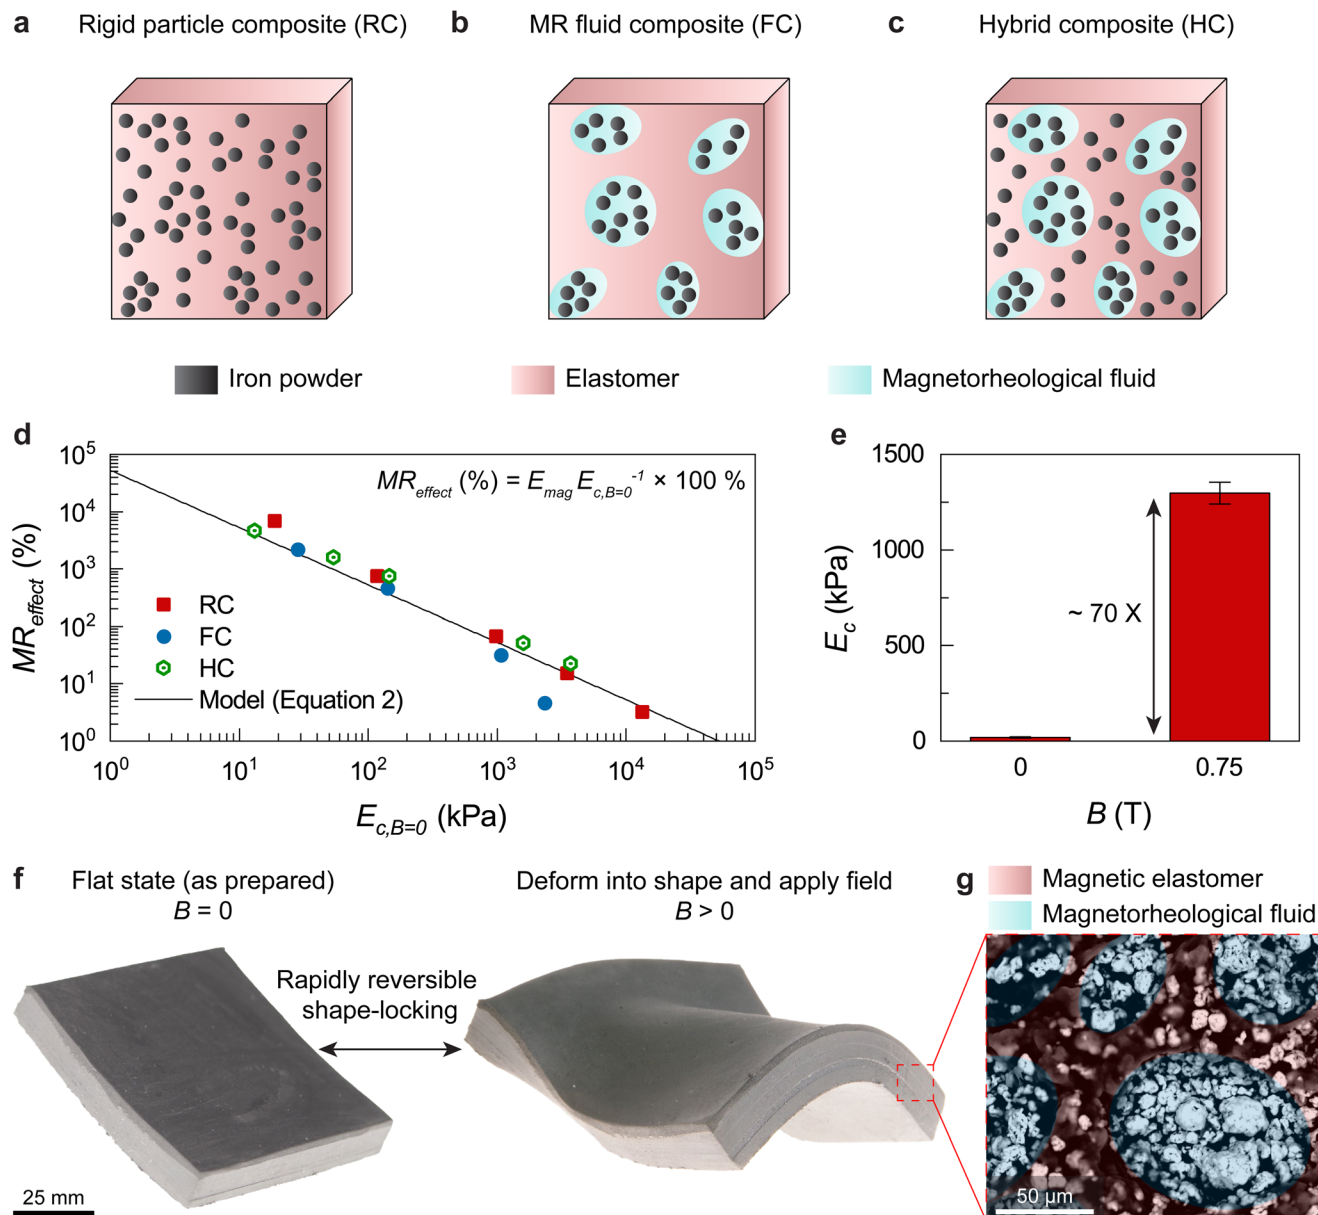 a Rigid particle composite (RC)
b MR fluid composite (FC)
c Hybrid composite (HC)
Iron powder
Elastomer
Magnetorheological fluid
d
MR_effect (%) = E_mag E_c,B=0^-1 × 100 %
10^5
10^4
10^3
10^2
10^1
10^0
MR_effect (%)
RC
FC
HC
Model (Equation 2)
10^0 10^1 10^2 10^3 10^4 10^5
E_c,B=0 (kPa)
e
1500
1000
500
0
E_c (kPa)
~ 70 X
0 0.75
B (T)
f
Flat state (as prepared)
B = 0
Deform into shape and apply field
B > 0
Rapidly reversible
shape-locking
25 mm
g
Magnetic elastomer
Magnetorheological fluid
50 μm